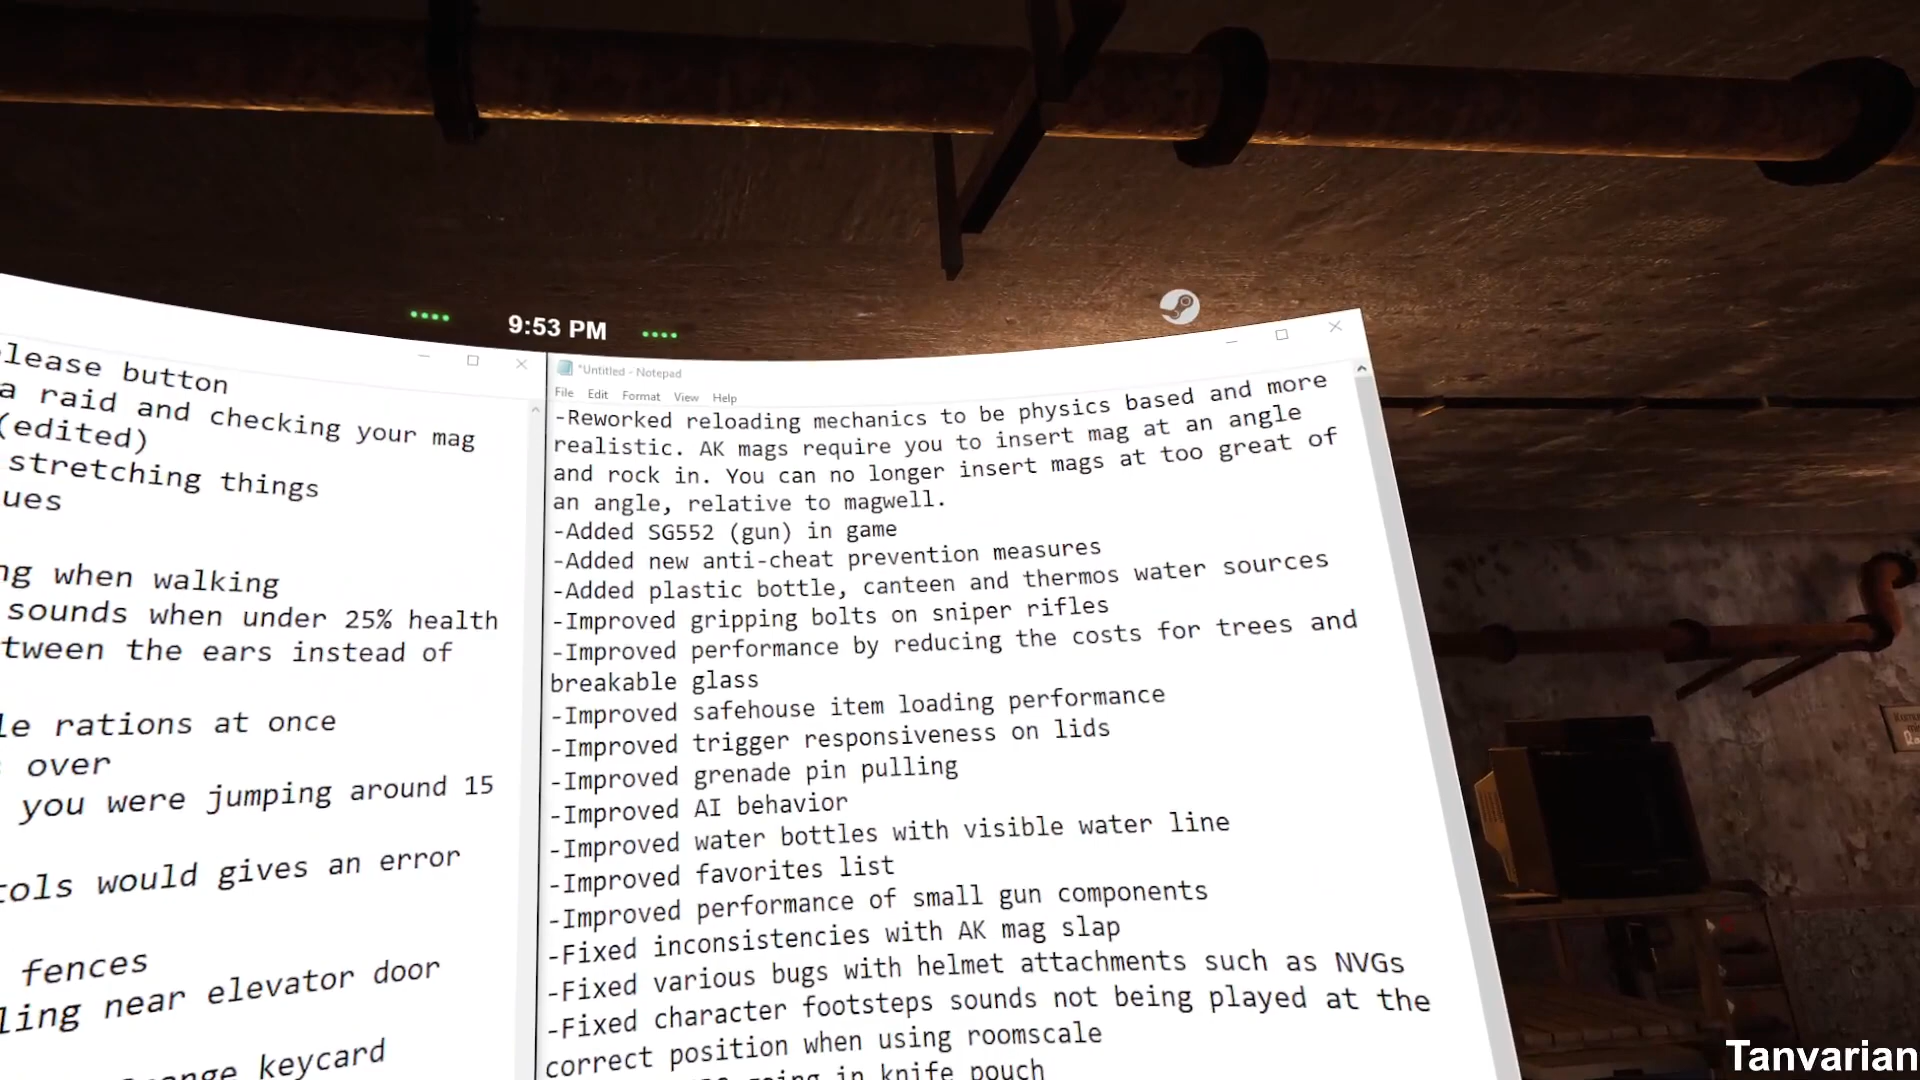 9:53 PM
lease button
a raid and checking your mag
(edited)
stretching things
ues
ng when walking
sounds when under 25% health
tween the ears instead of
le rations at once
over
you were jumping around 15
tols would gives an error
fences
ling near elevator door
keycard
*Untitled - Notepad
File Edit Format View Help
-Reworked reloading mechanics to be physics based and more
realistic. AK mags require you to insert mag at an angle
and rock in. You can no longer insert mags at too great of
an angle, relative to magwell.
-Added SG552 (gun) in game
-Added new anti-cheat prevention measures
-Added plastic bottle, canteen and thermos water sources
-Improved gripping bolts on sniper rifles
-Improved performance by reducing the costs for trees and
breakable glass
-Improved safehouse item loading performance
-Improved trigger responsiveness on lids
-Improved grenade pin pulling
-Improved AI behavior
-Improved water bottles with visible water line
-Improved favorites list
-Improved performance of small gun components
-Fixed inconsistencies with AK mag slap
-Fixed various bugs with helmet attachments such as NVGs
-Fixed character footsteps sounds not being played at the
correct position when using roomscale
going in knife pouch
Tanvarian